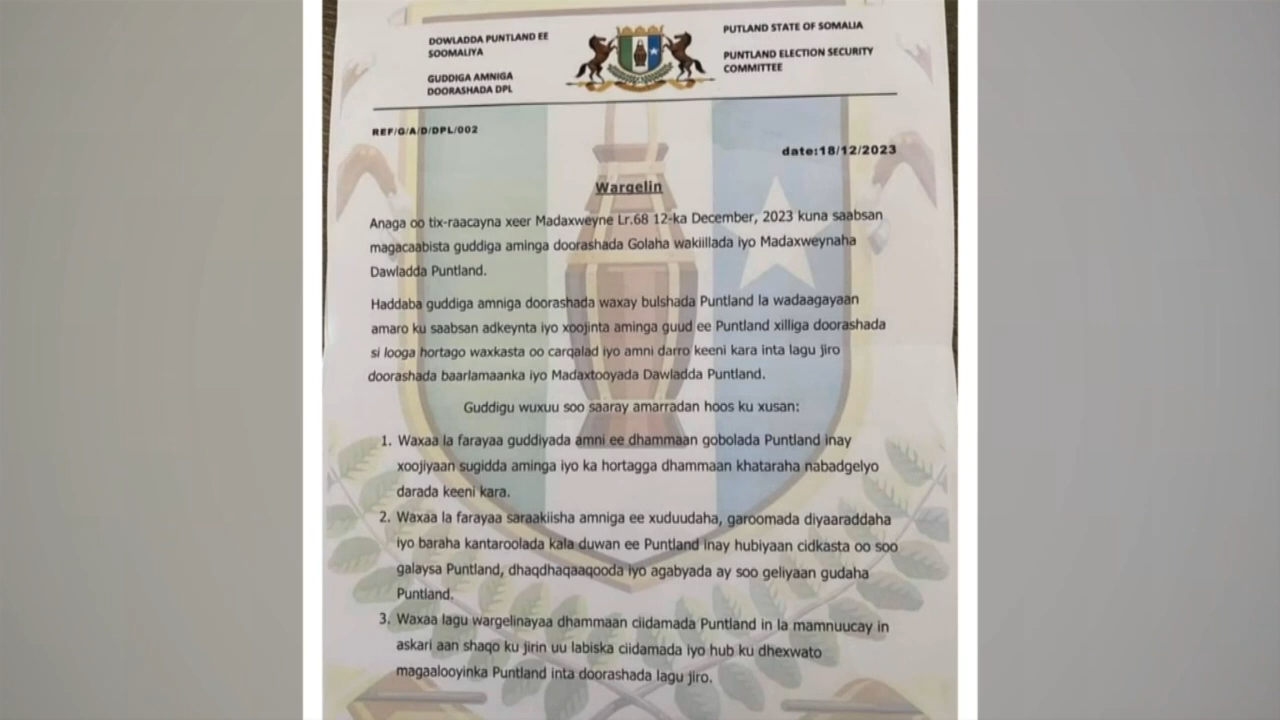 DOWLADDA PUNTLAND EE
SOOMALIYA
GUDDIGA AMNIGA
DOORASHADA DPL
PUTLAND STATE OF SOMALIA
PUNTLAND ELECTION SECURITY
COMMITTEE
REF/G/A/D/DPL/002
date:18/12/2023
Wargelin
Anaga oo tix-raacayna xeer Madaxweyne Lr.68 12-ka December, 2023 kuna saabsan
magacaabista guddiga aminga doorashada Golaha wakiillada iyo Madaxweynaha
Dawladda Puntland.
Haddaba guddiga amniga doorashada waxay bulshada Puntland la wadaagayaan
amaro ku saabsan adkeynta iyo xoojinta aminga guud ee Puntland xilliga doorashada
si looga hortago waxkasta oo carqalad iyo amni darro keeni kara inta lagu jiro
doorashada baarlamaanka iyo Madaxtooyada Dawladda Puntland.
Guddigu wuxuu soo saaray amarradan hoos ku xusan:
1. Waxaa la farayaa guddiyada amni ee dhammaan gobolada Puntland inay
xoojiyaan sugidda aminga iyo ka hortagga dhammaan khataraha nabadgelyo
darada keeni kara.
2. Waxaa la farayaa saraakiisha amniga ee xuduudaha, garoomada diyaaraddaha
iyo baraha kantaroolada kala duwan ee Puntland inay hubiyaan cidkasta oo soo
galaysa Puntland, dhaqdhaqaaqooda iyo agabyada ay soo geliyaan gudaha
Puntland.
3. Waxaa lagu wargelinayaa dhammaan ciidamada Puntland in la mamnuucay in
askari aan shaqo ku jirin uu labiska ciidamada iyo hub ku dhexwato
magaalooyinka Puntland inta doorashada lagu jiro.